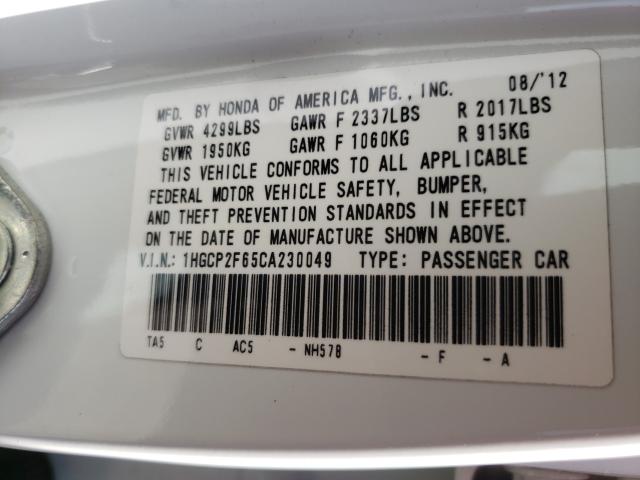 MFD. BY HONDA OF AMERICA MFG., INC. 08/'12
GVWR 4299LBS GAWR F 2337LBS R 2017LBS
GVWR 1950KG GAWR F 1060KG R 915KG
THIS VEHICLE CONFORMS TO ALL APPLICABLE
FEDERAL MOTOR VEHICLE SAFETY, BUMPER,
AND THEFT PREVENTION STANDARDS IN EFFECT
ON THE DATE OF MANUFACTURE SHOWN ABOVE.
V.I.N.: 1HGCP2F65CA230049 TYPE: PASSENGER CAR
TA5 C AC5 - NH578 - F - A